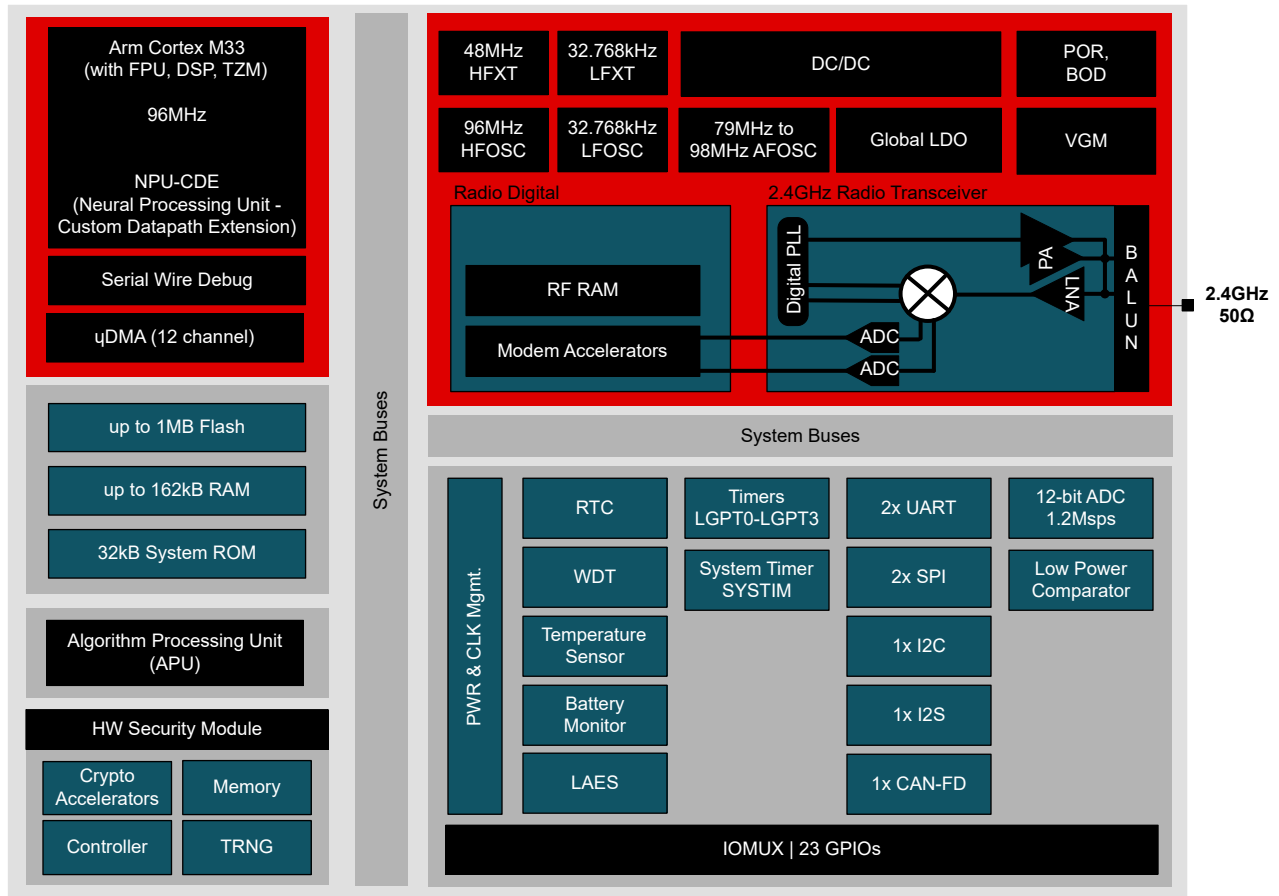 Arm Cortex M33
(with FPU, DSP, TZM)
96MHz
NPU-CDE
(Neural Processing Unit -
Custom Datapath Extension)
Serial Wire Debug
ɥDMA (12 channel)
up to 1MB Flash
up to 162kB RAM
32kB System ROM
Algorithm Processing Unit
(APU)
HW Security Module
Crypto
Accelerators
Memory
Controller
TRNG
System Buses
48MHz
HFXT
32.768kHz
LFXT
DC/DC
POR,
BOD
96MHz
HFOSC
32.768kHz
LFOSC
79MHz to
98MHz AFOSC
Global LDO
VGM
Radio Digital
RF RAM
Modem Accelerators
2.4GHz Radio Transceiver
Digital PLL
PA
LNA
ADC
ADC
BALUN
2.4GHz
50Ω
System Buses
PWR & CLK Mgmt.
RTC
Timers
LGPT0-LGPT3
2x UART
12-bit ADC
1.2Msps
WDT
System Timer
SYSTIM
2x SPI
Low Power
Comparator
Temperature
Sensor
1x I2C
Battery
Monitor
1x I2S
LAES
1x CAN-FD
IOMUX | 23 GPIOs